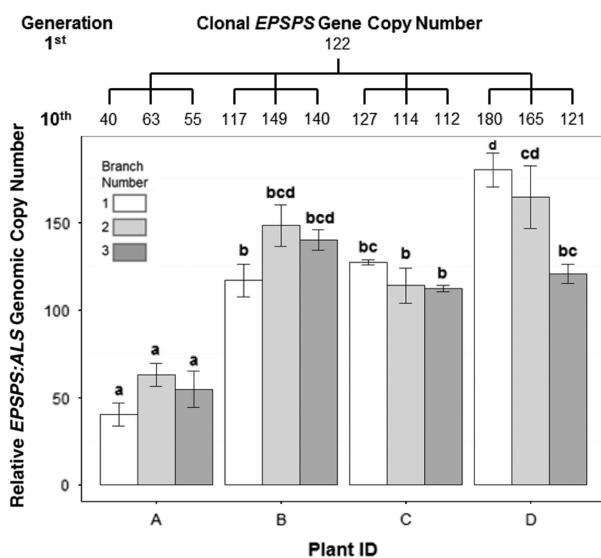 Generation
1st
Clonal EPSPS Gene Copy Number
122
10th 40 63 55 117 149 140 127 114 112 180 165 121
Relative EPSPS:ALS Genomic Copy Number
150
100
50
0
Branch
Number
1
2
3
a a a b bcd bcd bc b b d cd bc
A B C D
Plant ID